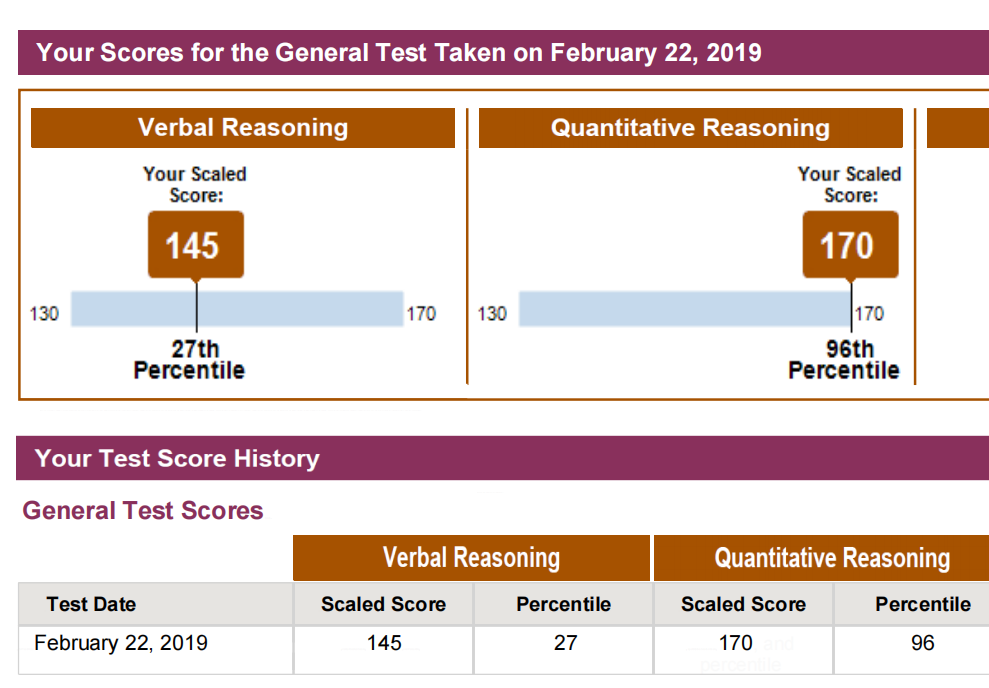 Your Scores for the General Test Taken on February 22, 2019
Verbal Reasoning
Your Scaled
Score:
145
130
170
27th
Percentile
Quantitative Reasoning
Your Scaled
Score:
170
130
170
96th
Percentile
Your Test Score History
General Test Scores
Verbal Reasoning Quantitative Reasoning
Test Date Scaled Score Percentile Scaled Score Percentile
February 22, 2019 145 27 170 96
and
percentile